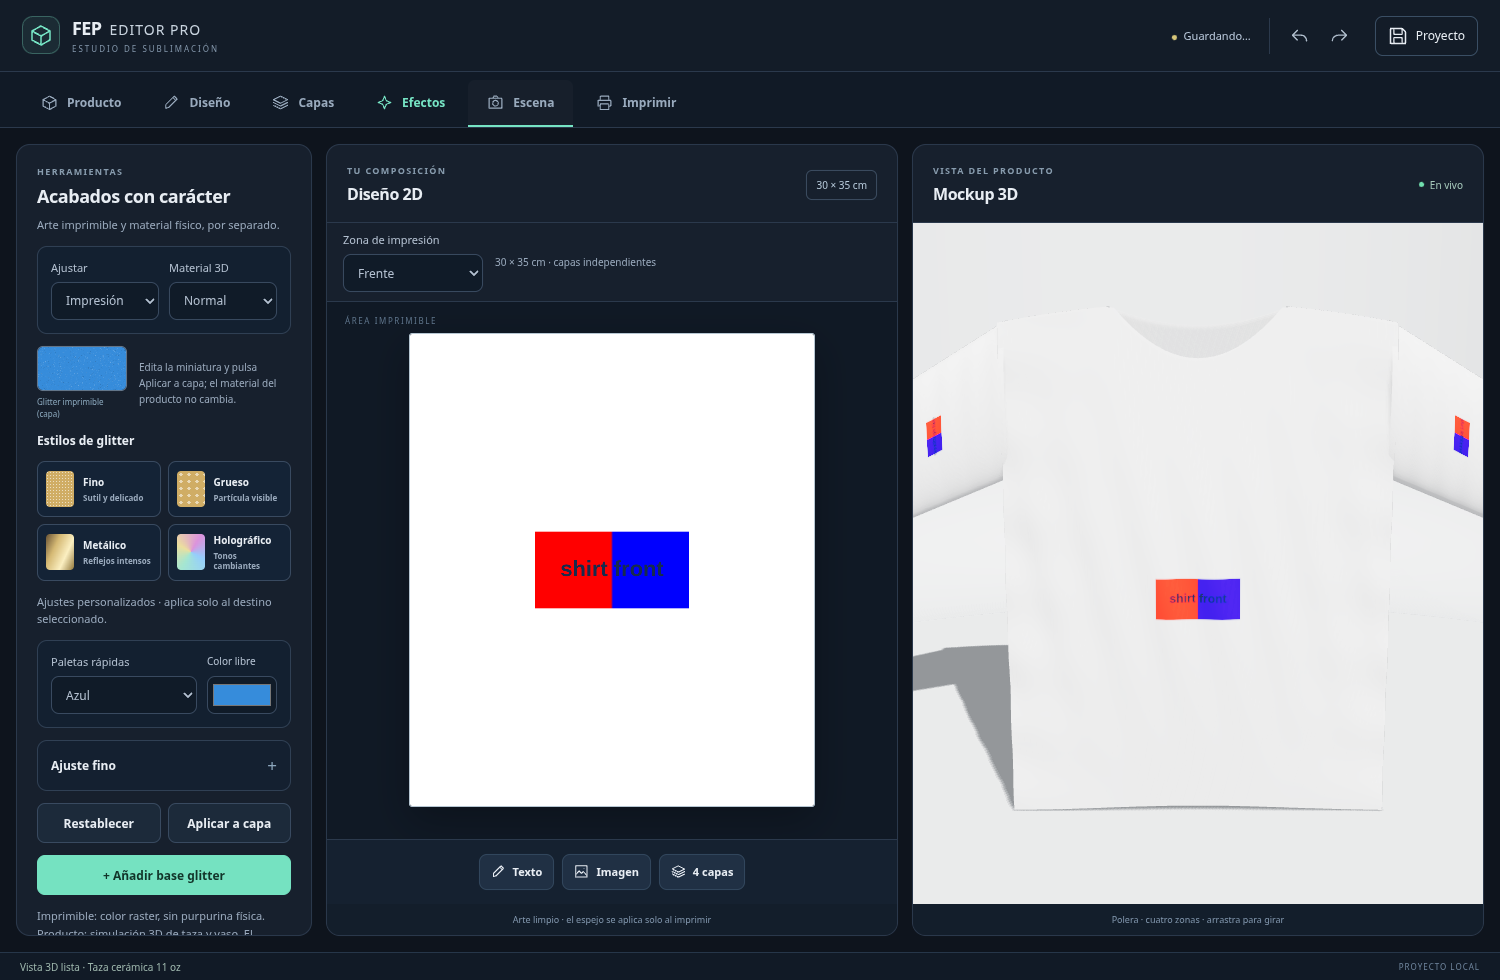 FEP EDITOR PRO
ESTUDIO DE SUBLIMACIÓN
Guardando...
Proyecto
Producto
Diseño
Capas
Efectos
Escena
Imprimir
HERRAMIENTAS
Acabados con carácter
Arte imprimible y material físico, por separado.
Ajustar
Material 3D
Impresión
Normal
Glitter imprimible
(capa)
Edita la miniatura y pulsa
Aplicar a capa; el material del
producto no cambia.
Estilos de glitter
Fino
Sutil y delicado
Grueso
Partícula visible
Metálico
Reflejos intensos
Holográfico
Tonos
cambiantes
Ajustes personalizados · aplica solo al destino
seleccionado.
Paletas rápidas
Color libre
Azul
Ajuste fino
+
Restablecer
Aplicar a capa
+ Añadir base glitter
Imprimible: color raster, sin purpurina física.
Producto: simulación 3D de taza y vaso. El
TU COMPOSICIÓN
Diseño 2D
30 × 35 cm
Zona de impresión
Frente
30 × 35 cm · capas independientes
ÁREA IMPRIMIBLE
shirt front
Texto
Imagen
4 capas
Arte limpio · el espejo se aplica solo al imprimir
VISTA DEL PRODUCTO
Mockup 3D
En vivo
shirt front
Polera · cuatro zonas · arrastra para girar
Vista 3D lista · Taza cerámica 11 oz
PROYECTO LOCAL